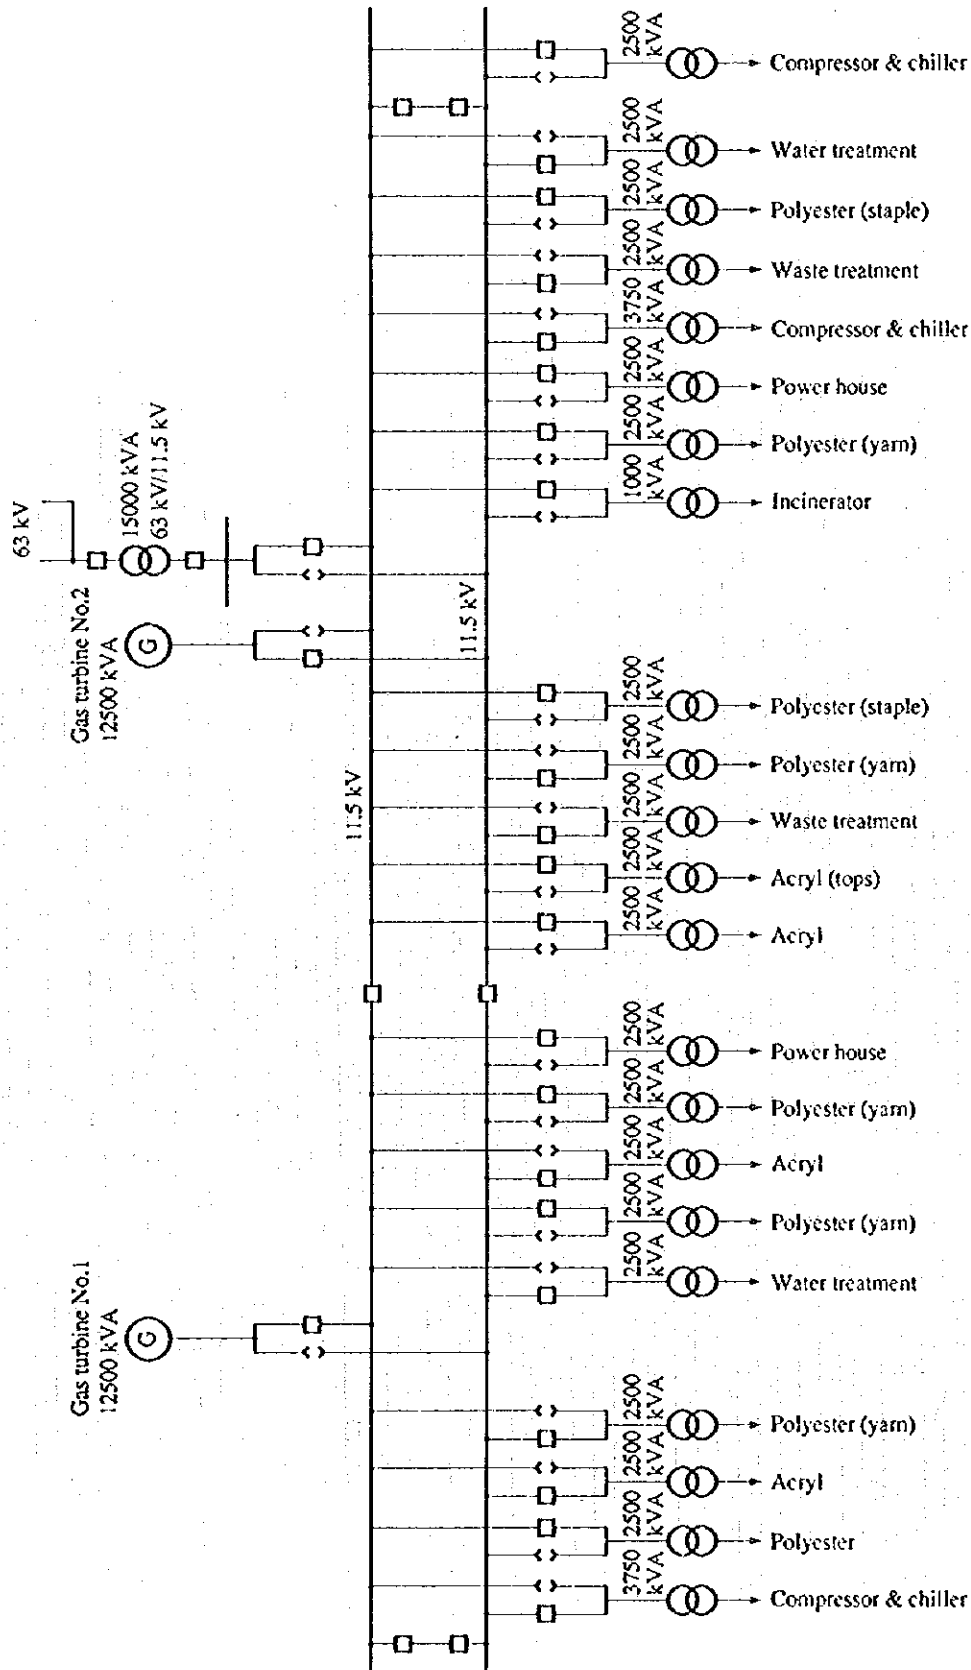 2500
kVA
Compressor & chiller
2500
kVA
Water treatment
2500
kVA
Polyester (staple)
2500
kVA
Waste treatment
3750
kVA
Compressor & chiller
2500
kVA
Power house
2500
kVA
Polyester (yarn)
1000
kVA
Incinerator
63 kV
15000 kVA
63 kV/11.5 kV
Gas turbine No.2
12500 kVA
G
11.5 kV
11.5 kV
2500
kVA
Polyester (staple)
2500
kVA
Polyester (yarn)
2500
kVA
Waste treatment
2500
kVA
Acryl (tops)
2500
kVA
Acryl
2500
kVA
Power house
2500
kVA
Polyester (yarn)
2500
kVA
Acryl
2500
kVA
Polyester (yarn)
2500
kVA
Water treatment
Gas turbine No.1
12500 kVA
G
2500
kVA
Polyester (yarn)
2500
kVA
Acryl
2500
kVA
Polyester
3750
kVA
Compressor & chiller